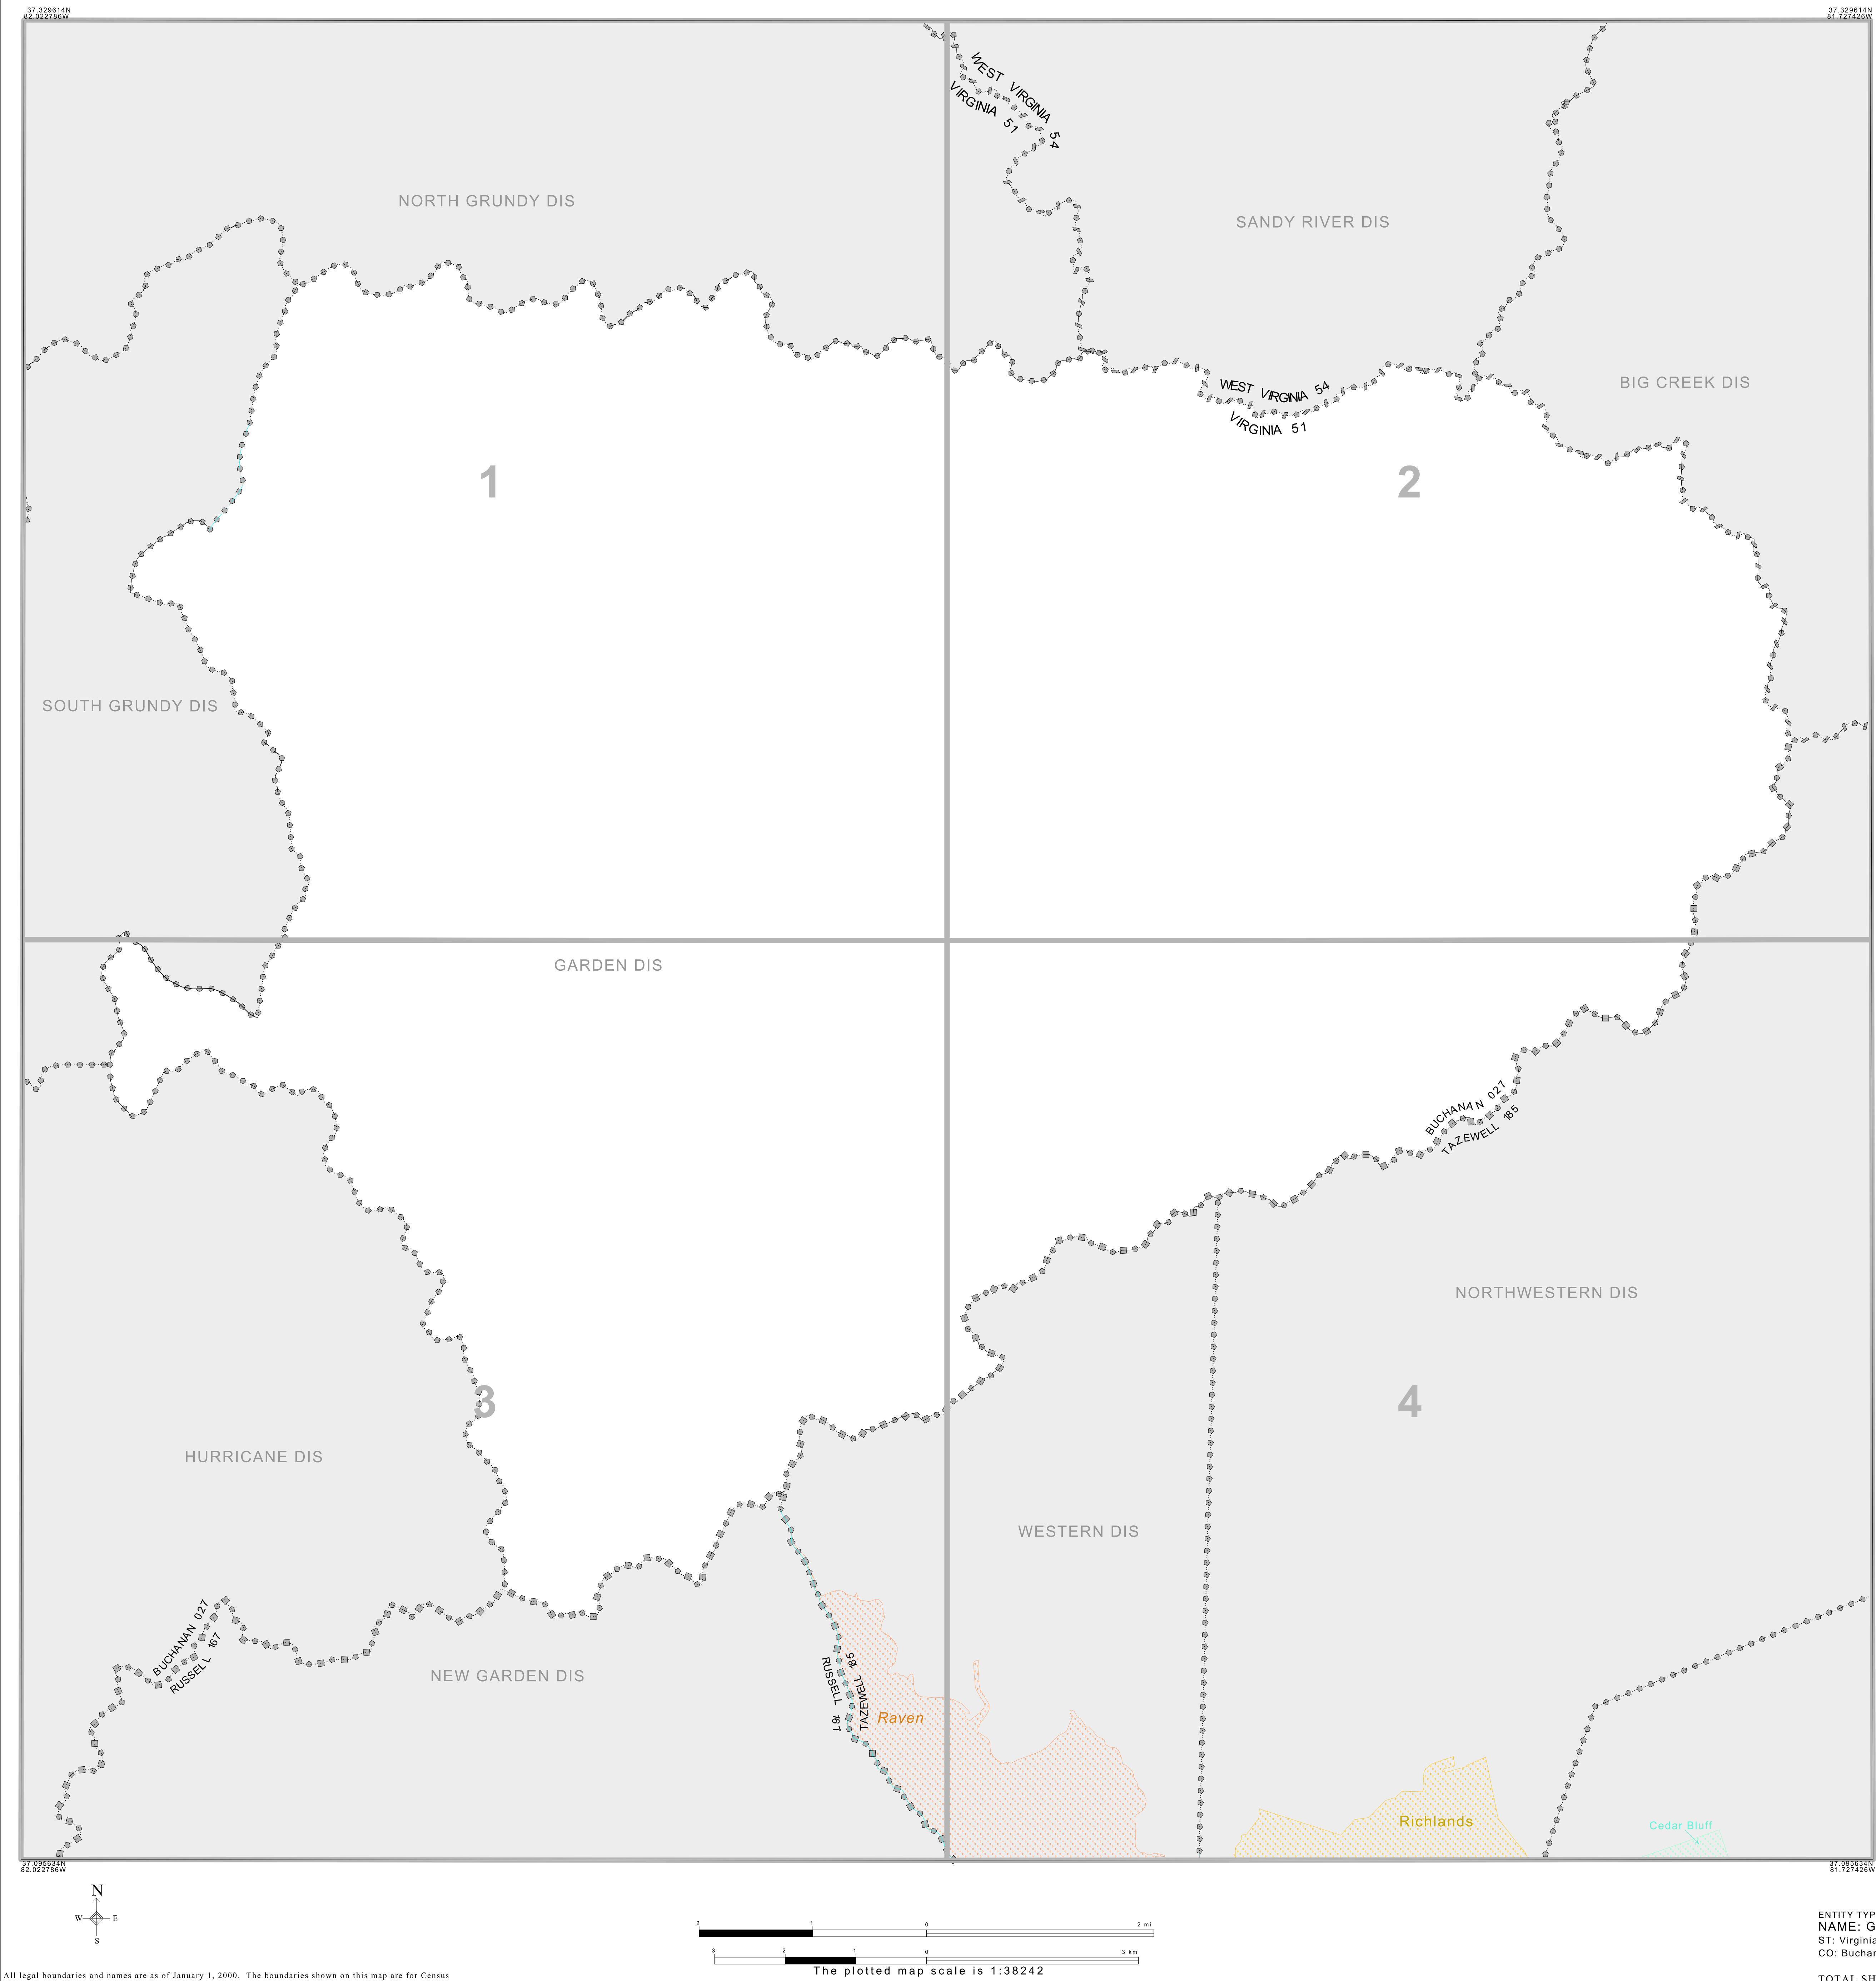 37.329614N
82.022786W
37.329614N
81.727426W
WEST VIRGINIA 54
VIRGINIA 51
NORTH GRUNDY DIS
SANDY RIVER DIS
BIG CREEK DIS
WEST VIRGINIA 54
VIRGINIA 51
1
2
SOUTH GRUNDY DIS
GARDEN DIS
BUCHANAN 027
TAZEWELL 185
NORTHWESTERN DIS
3
4
HURRICANE DIS
WESTERN DIS
BUCHANAN 027
RUSSELL 167
NEW GARDEN DIS
RUSSELL 167
TAZEWELL 185
Raven
Richlands
Cedar Bluff
37.095634N
82.022786W
37.095634N
81.727426W
N
W E
S
2 1 0 2 mi
3 2 1 0 3 km
The plotted map scale is 1:38242
ENTITY TYP
NAME: G
ST: Virginia
CO: Buchan
All legal boundaries and names are as of January 1, 2000. The boundaries shown on this map are for Census
TOTAL SH